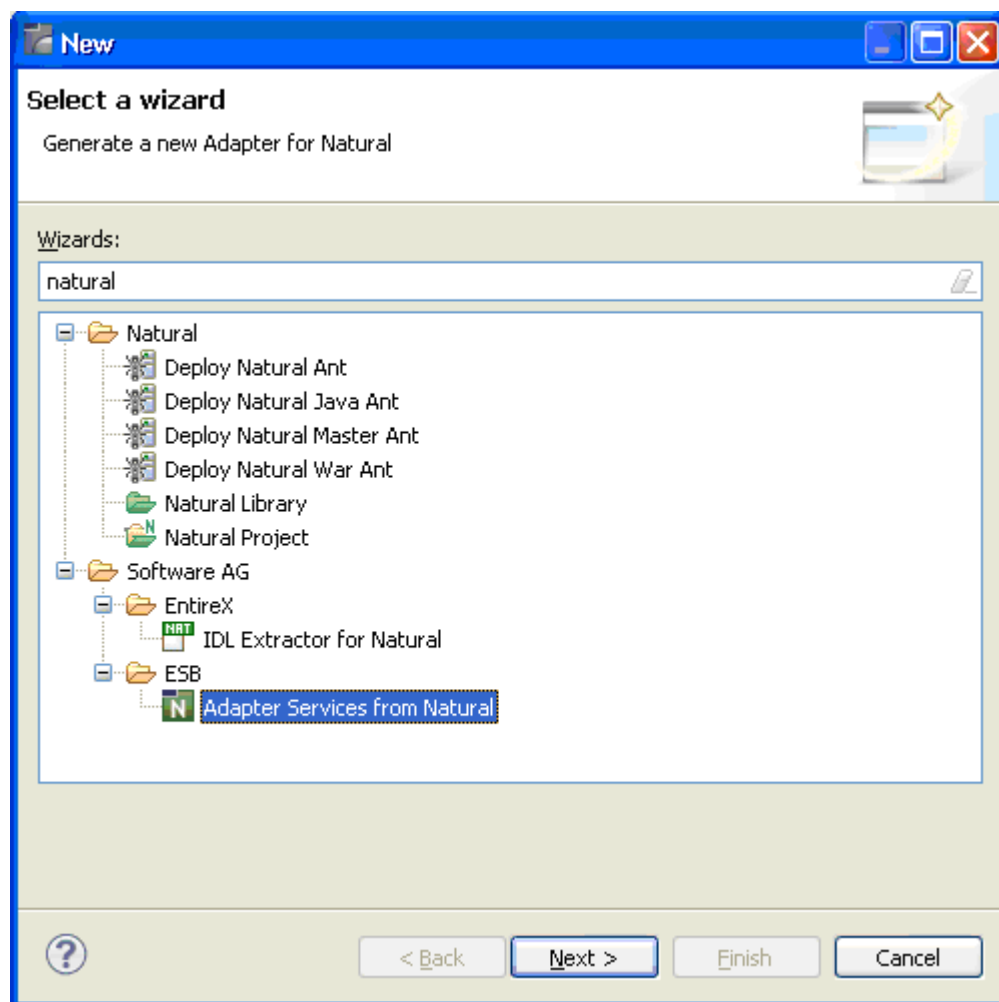 New
Select a wizard
Generate a new Adapter for Natural
Wizards:
natural
Natural
Deploy Natural Ant
Deploy Natural Java Ant
Deploy Natural Master Ant
Deploy Natural War Ant
Natural Library
N
Natural Project
Software AG
EntireX
NAT
IDL Extractor for Natural
ESB
N Adapter Services from Natural
? < Back Next > Finish Cancel